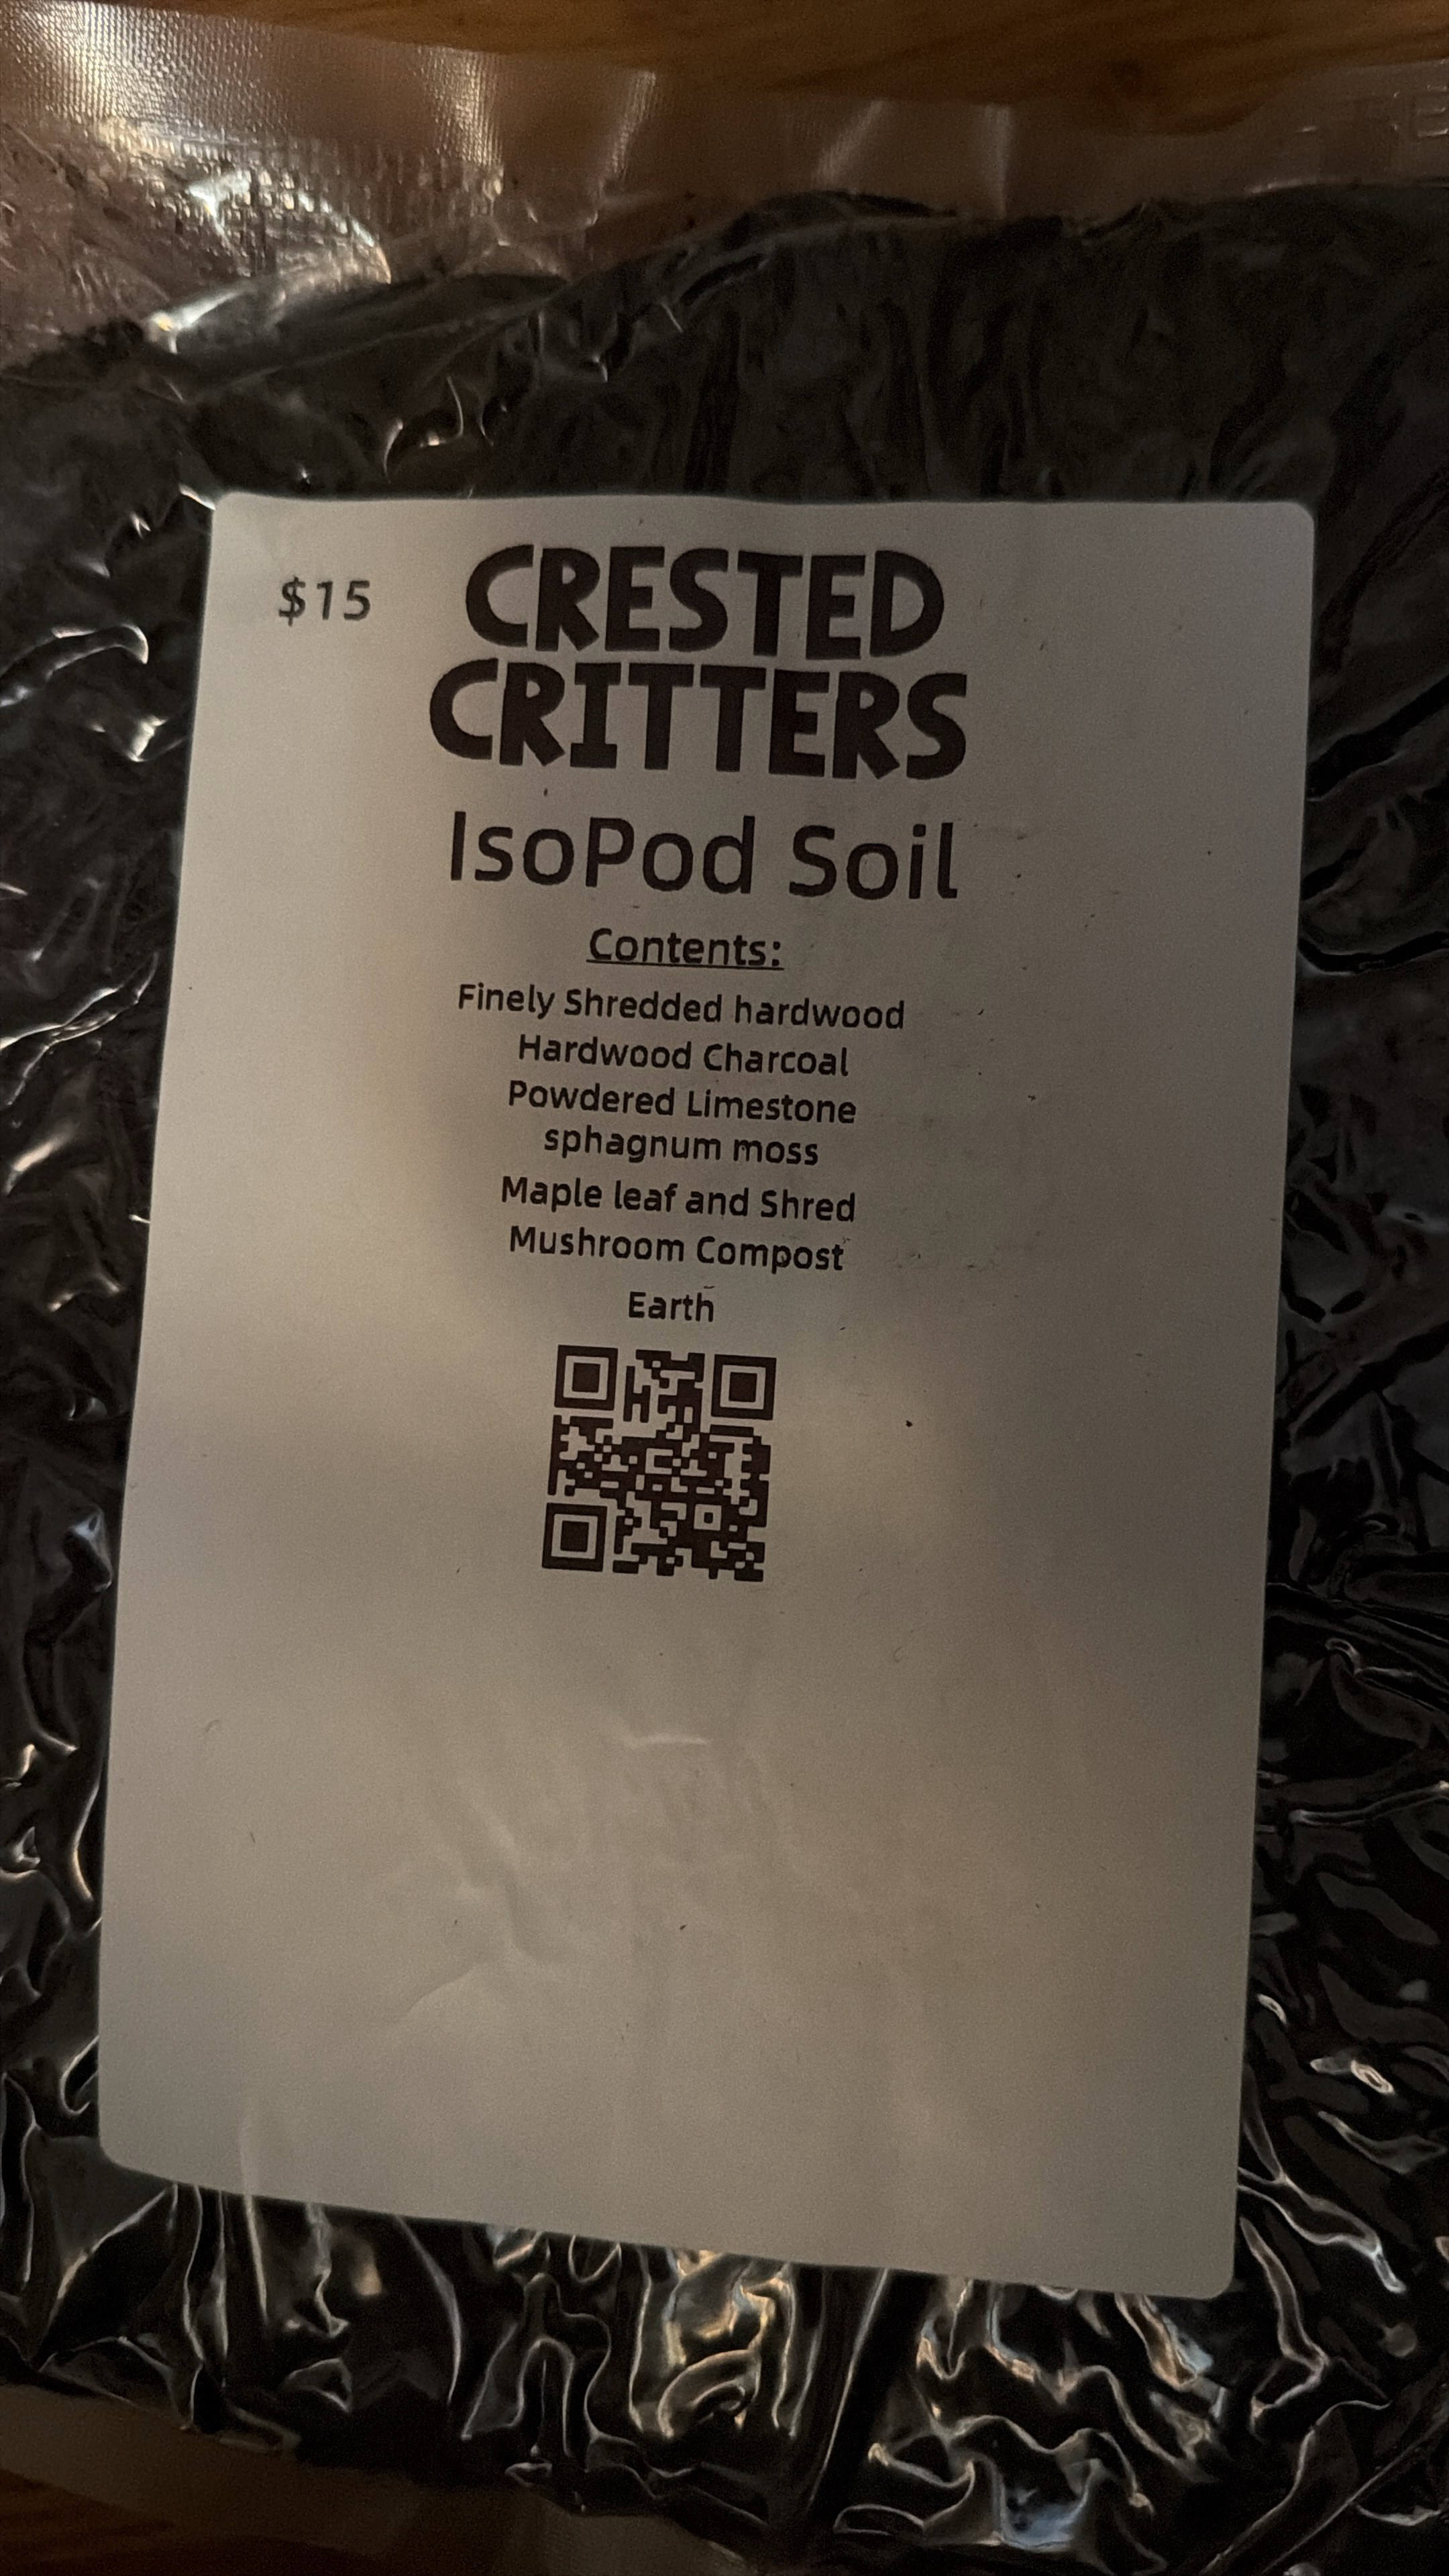 $15
CRESTED
CRITTERS
IsoPod Soil
Contents:
Finely Shredded hardwood
Hardwood Charcoal
Powdered Limestone
sphagnum moss
Maple leaf and Shred
Mushroom Compost
Earth